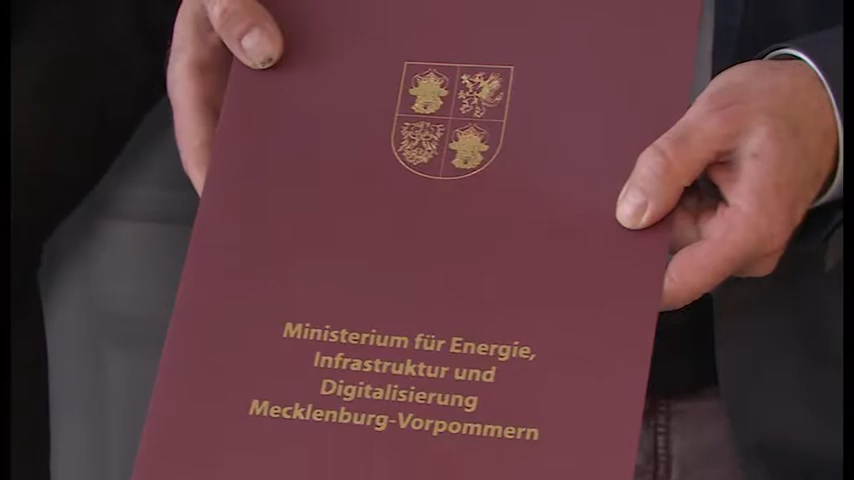 Ministerium für Energie,
Infrastruktur und
Digitalisierung
Mecklenburg-Vorpommern